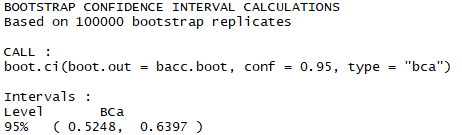 BOOTSTRAP CONFIDENCE INTERVAL CALCULATIONS
Based on 100000 bootstrap replicates
CALL :
boot.ci(boot.out = bacc.boot, conf = 0.95, type = "bca")
Intervals :
Level       BCa
95%   ( 0.5248,  0.6397 )